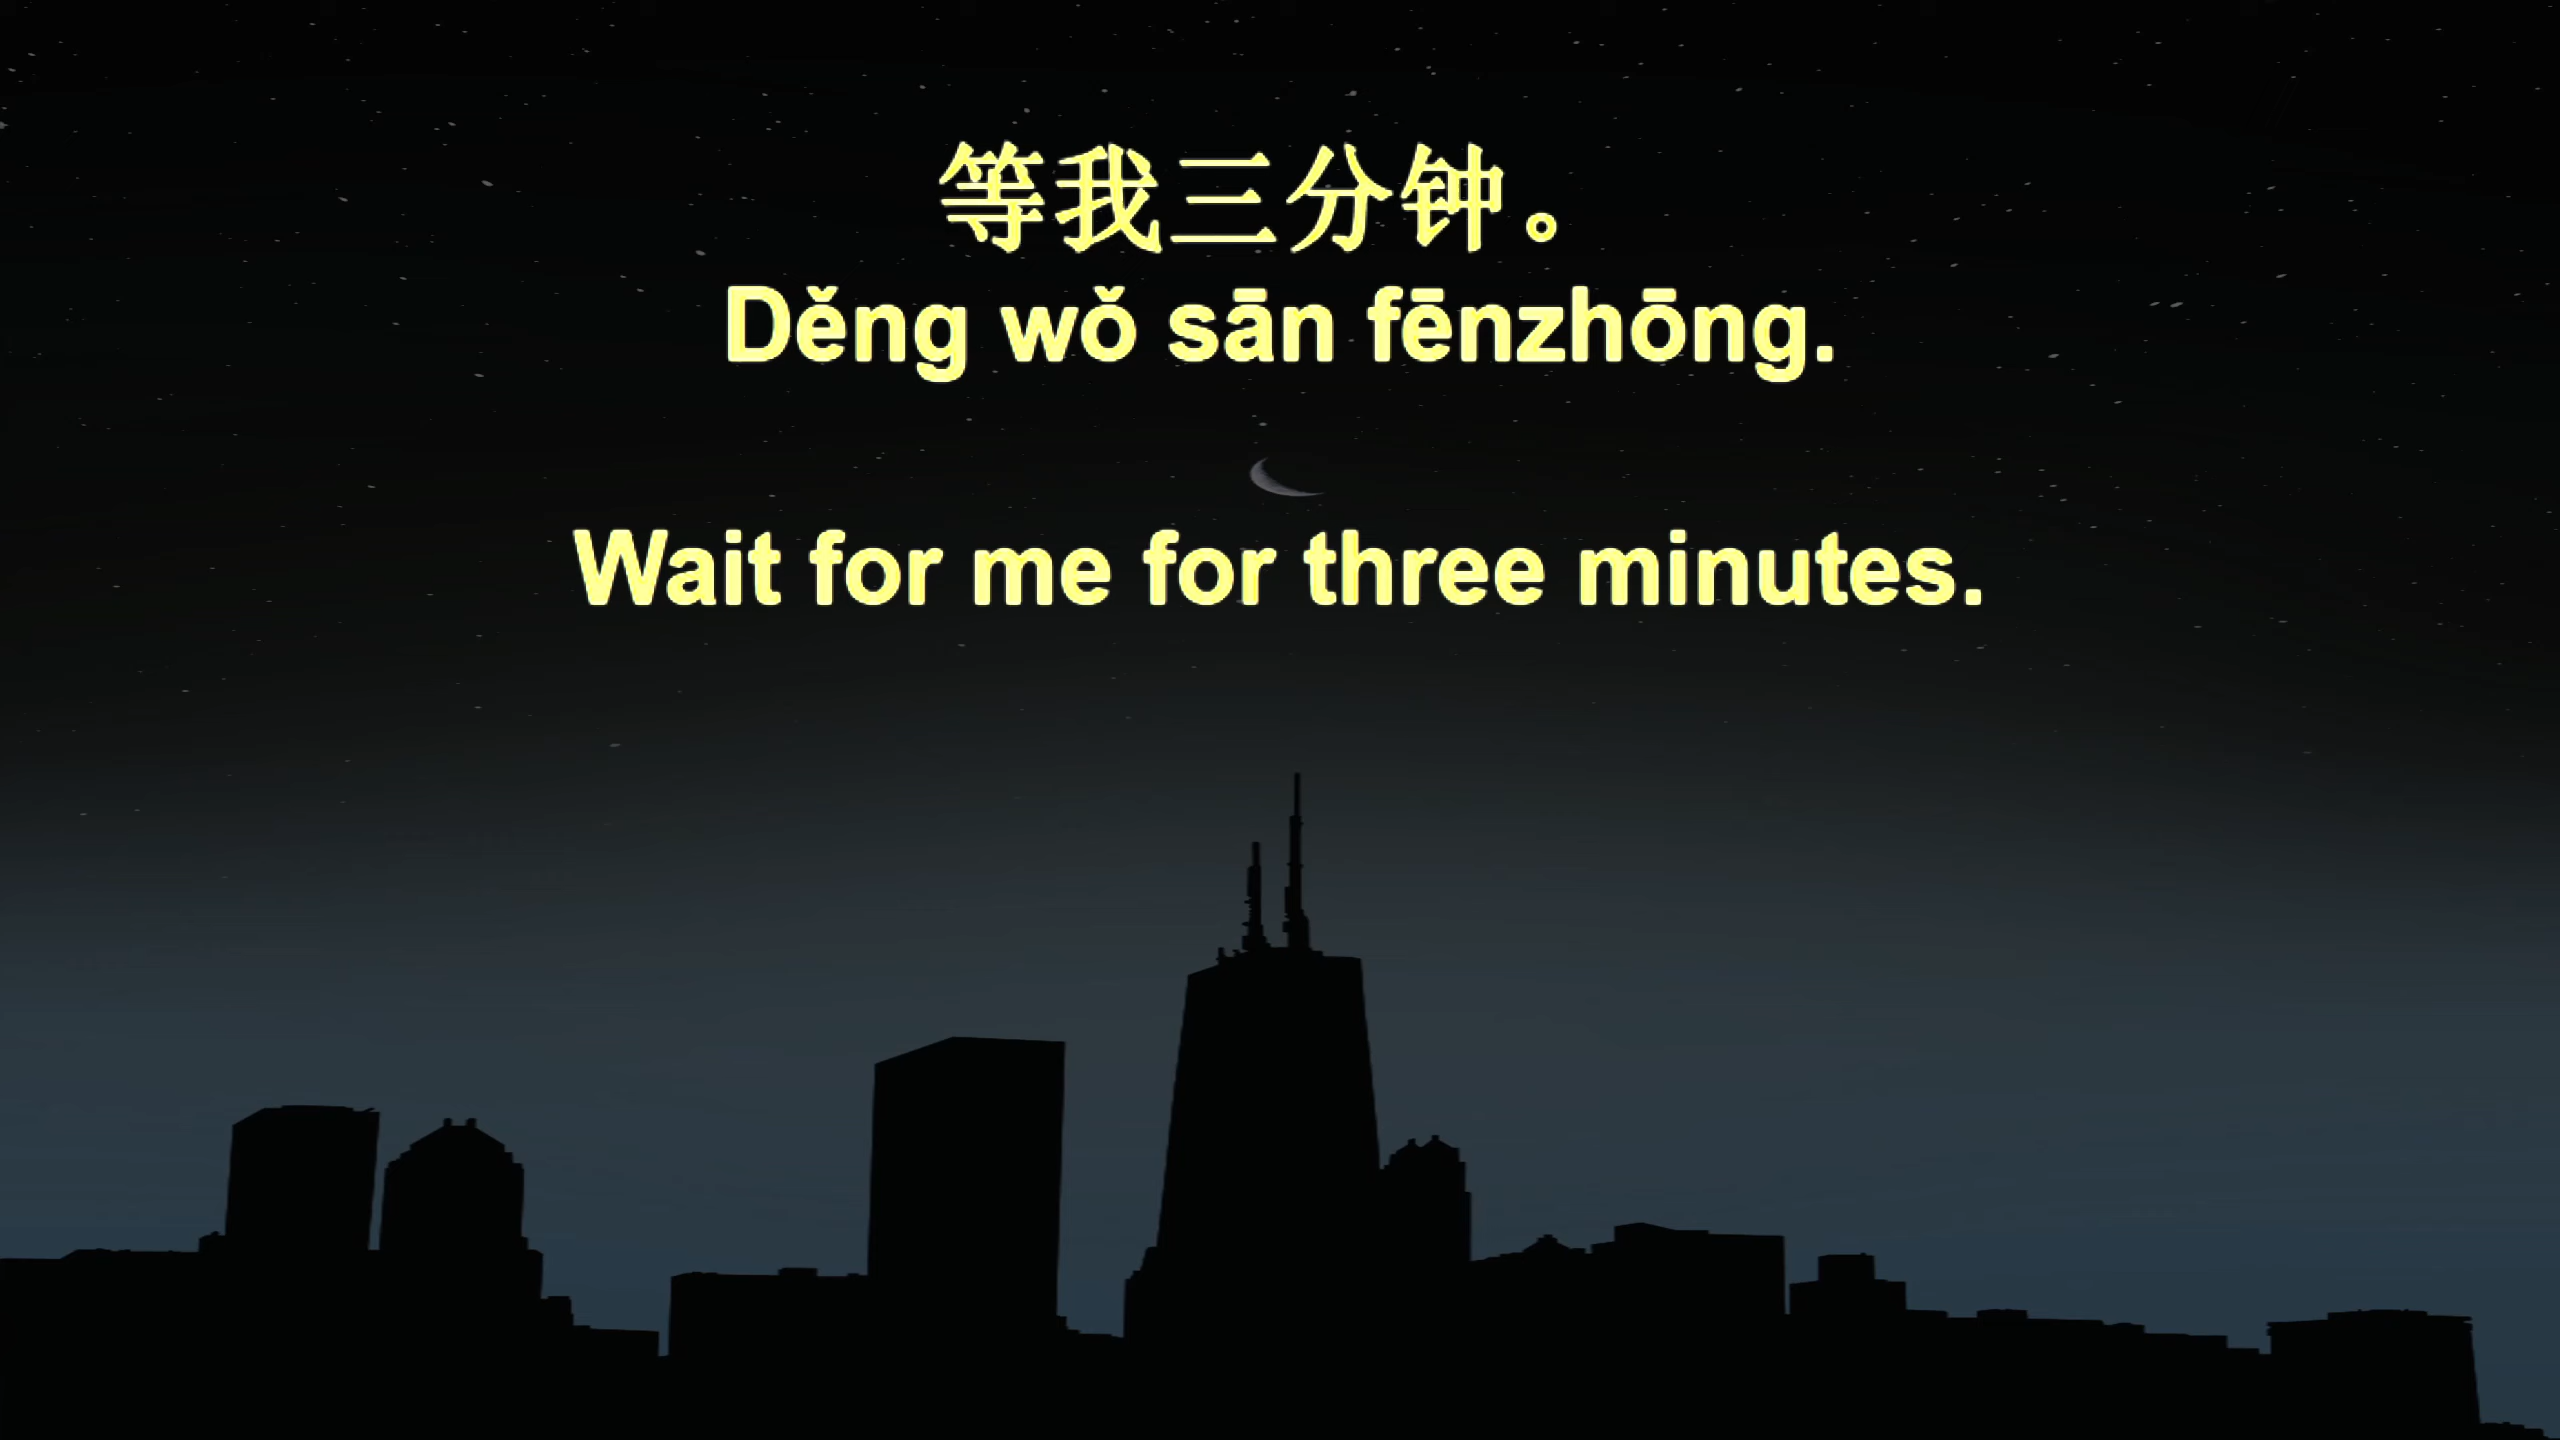 等我三分钟。
Děng wǒ sān fēnzhōng.
Wait for me for three minutes.